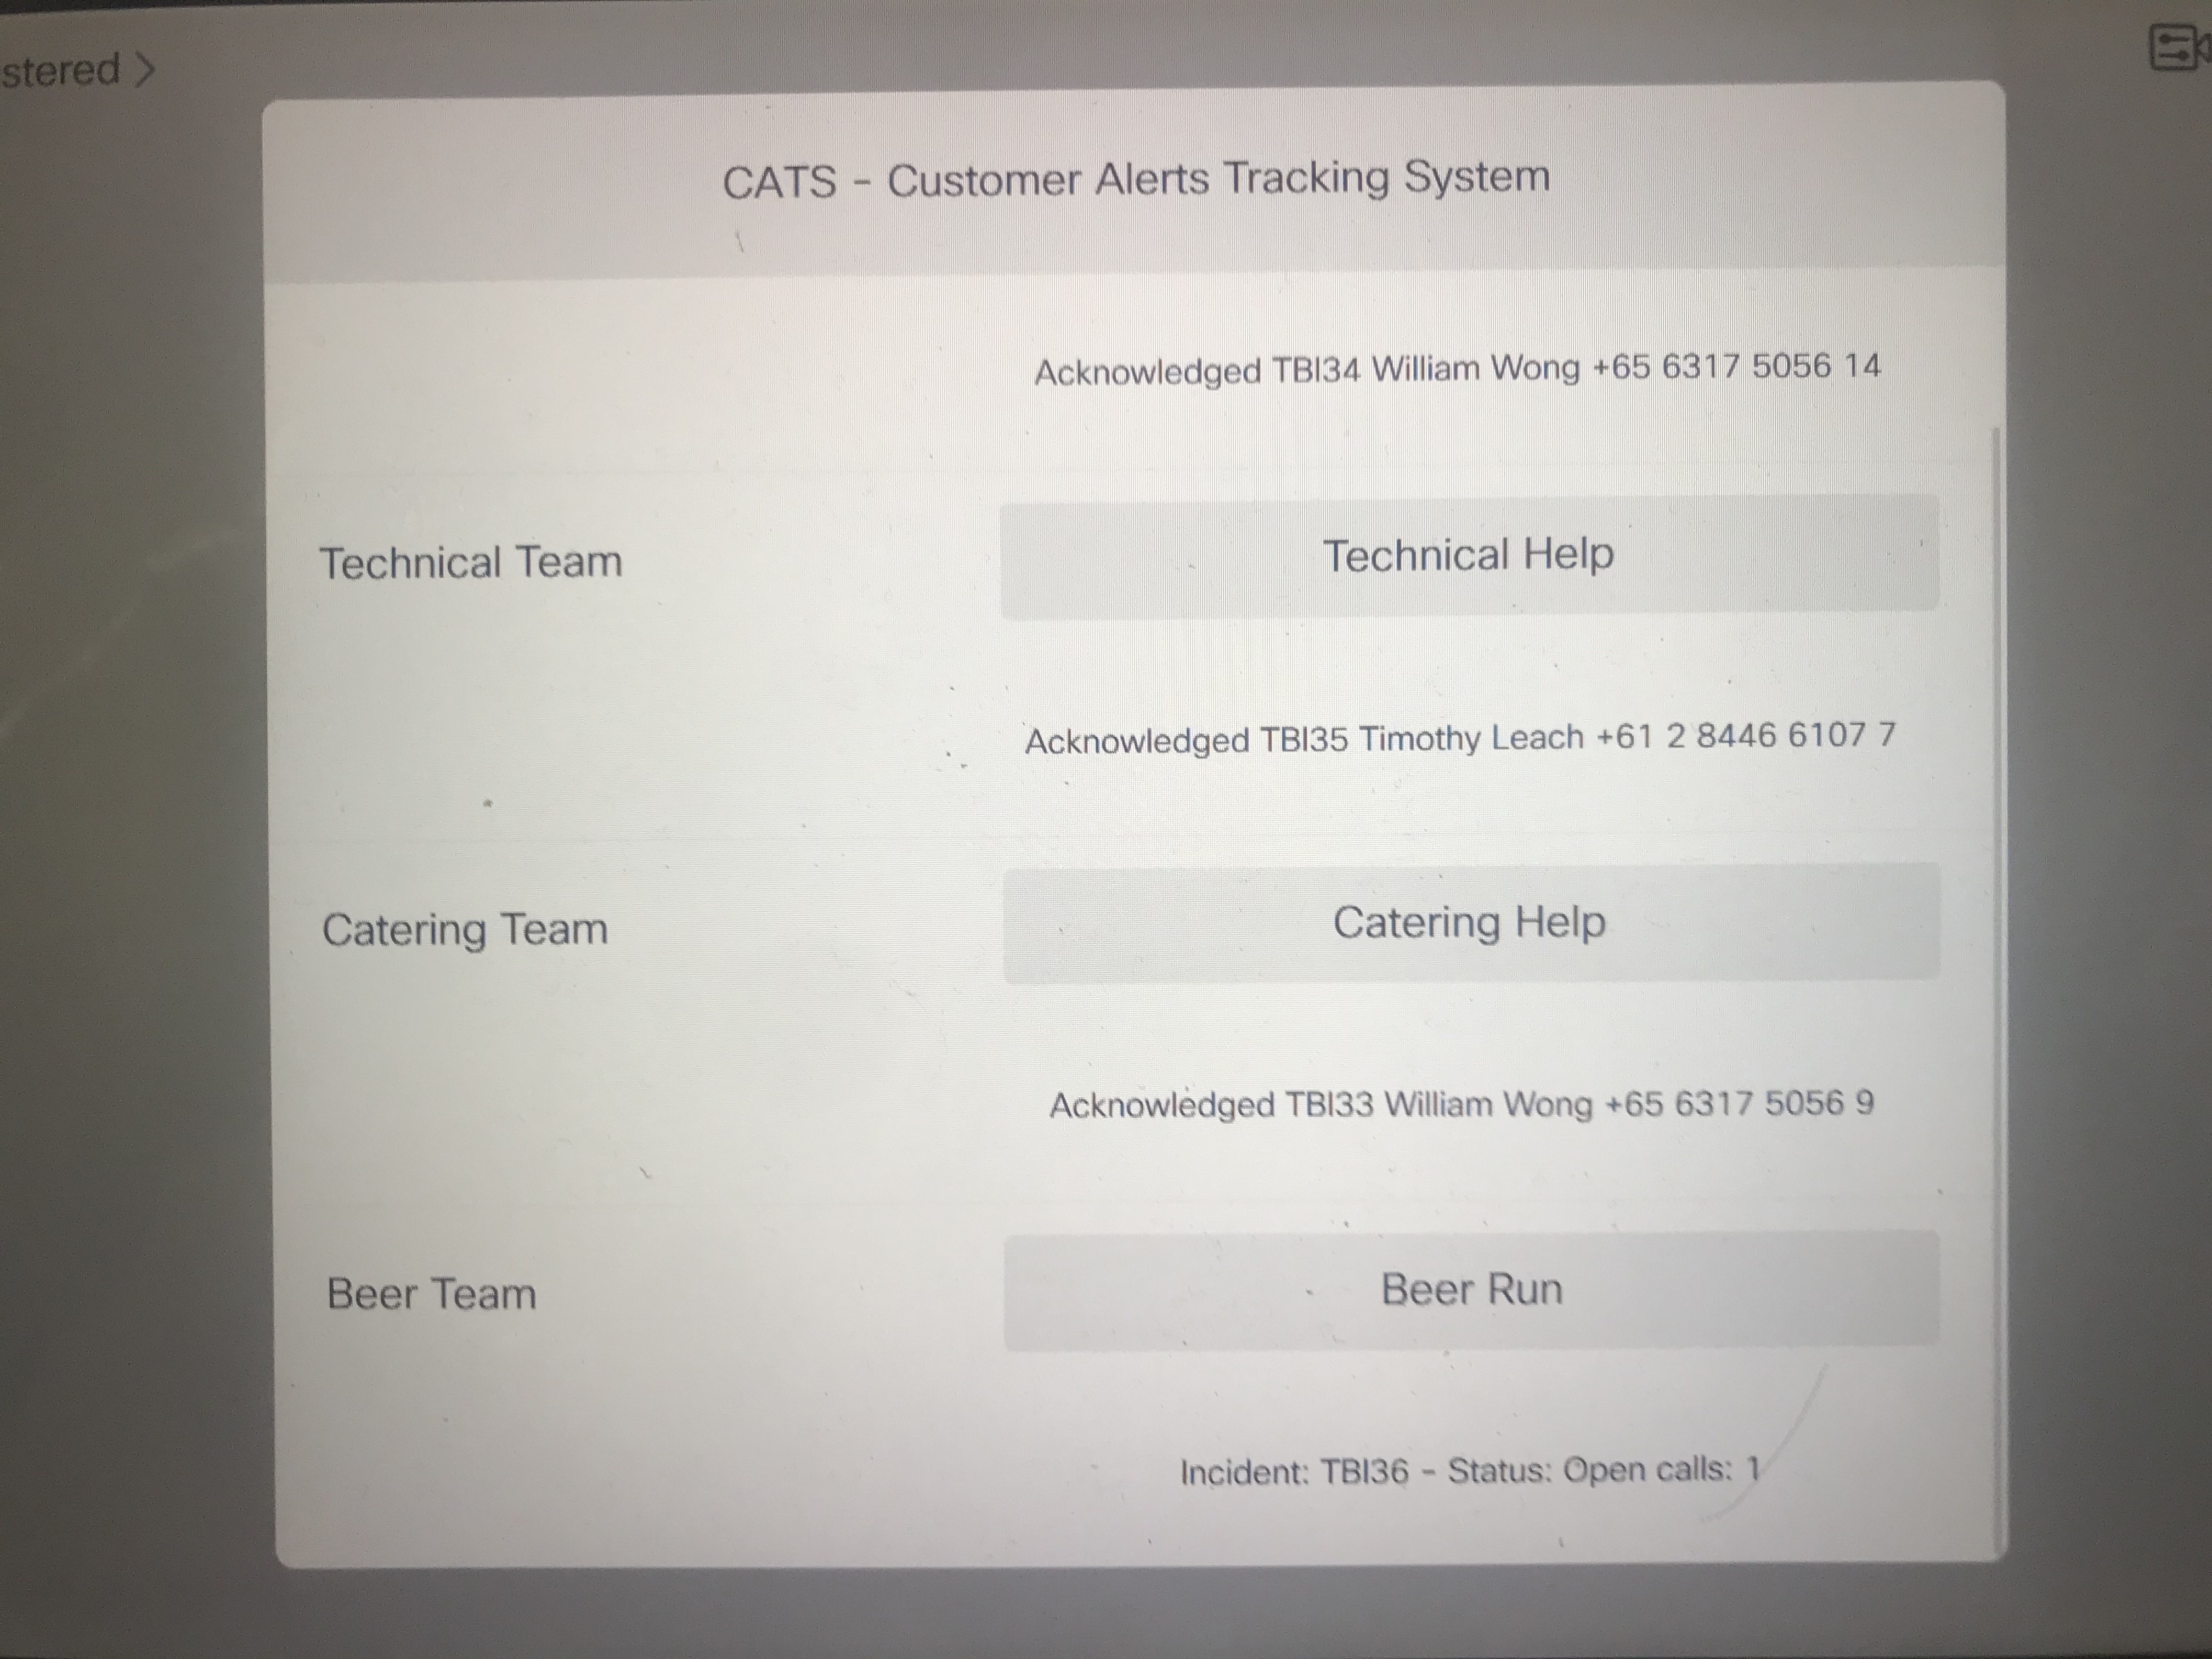 stered >
CATS - Customer Alerts Tracking System
Acknowledged TBI34 William Wong +65 6317 5056 14
Technical Team
Technical Help
Acknowledged TBI35 Timothy Leach +61 2 8446 6107 7
Catering Team
Catering Help
Acknowledged TBI33 William Wong +65 6317 5056 9
Beer Team
Beer Run
Incident: TBI36 - Status: Open calls: 1